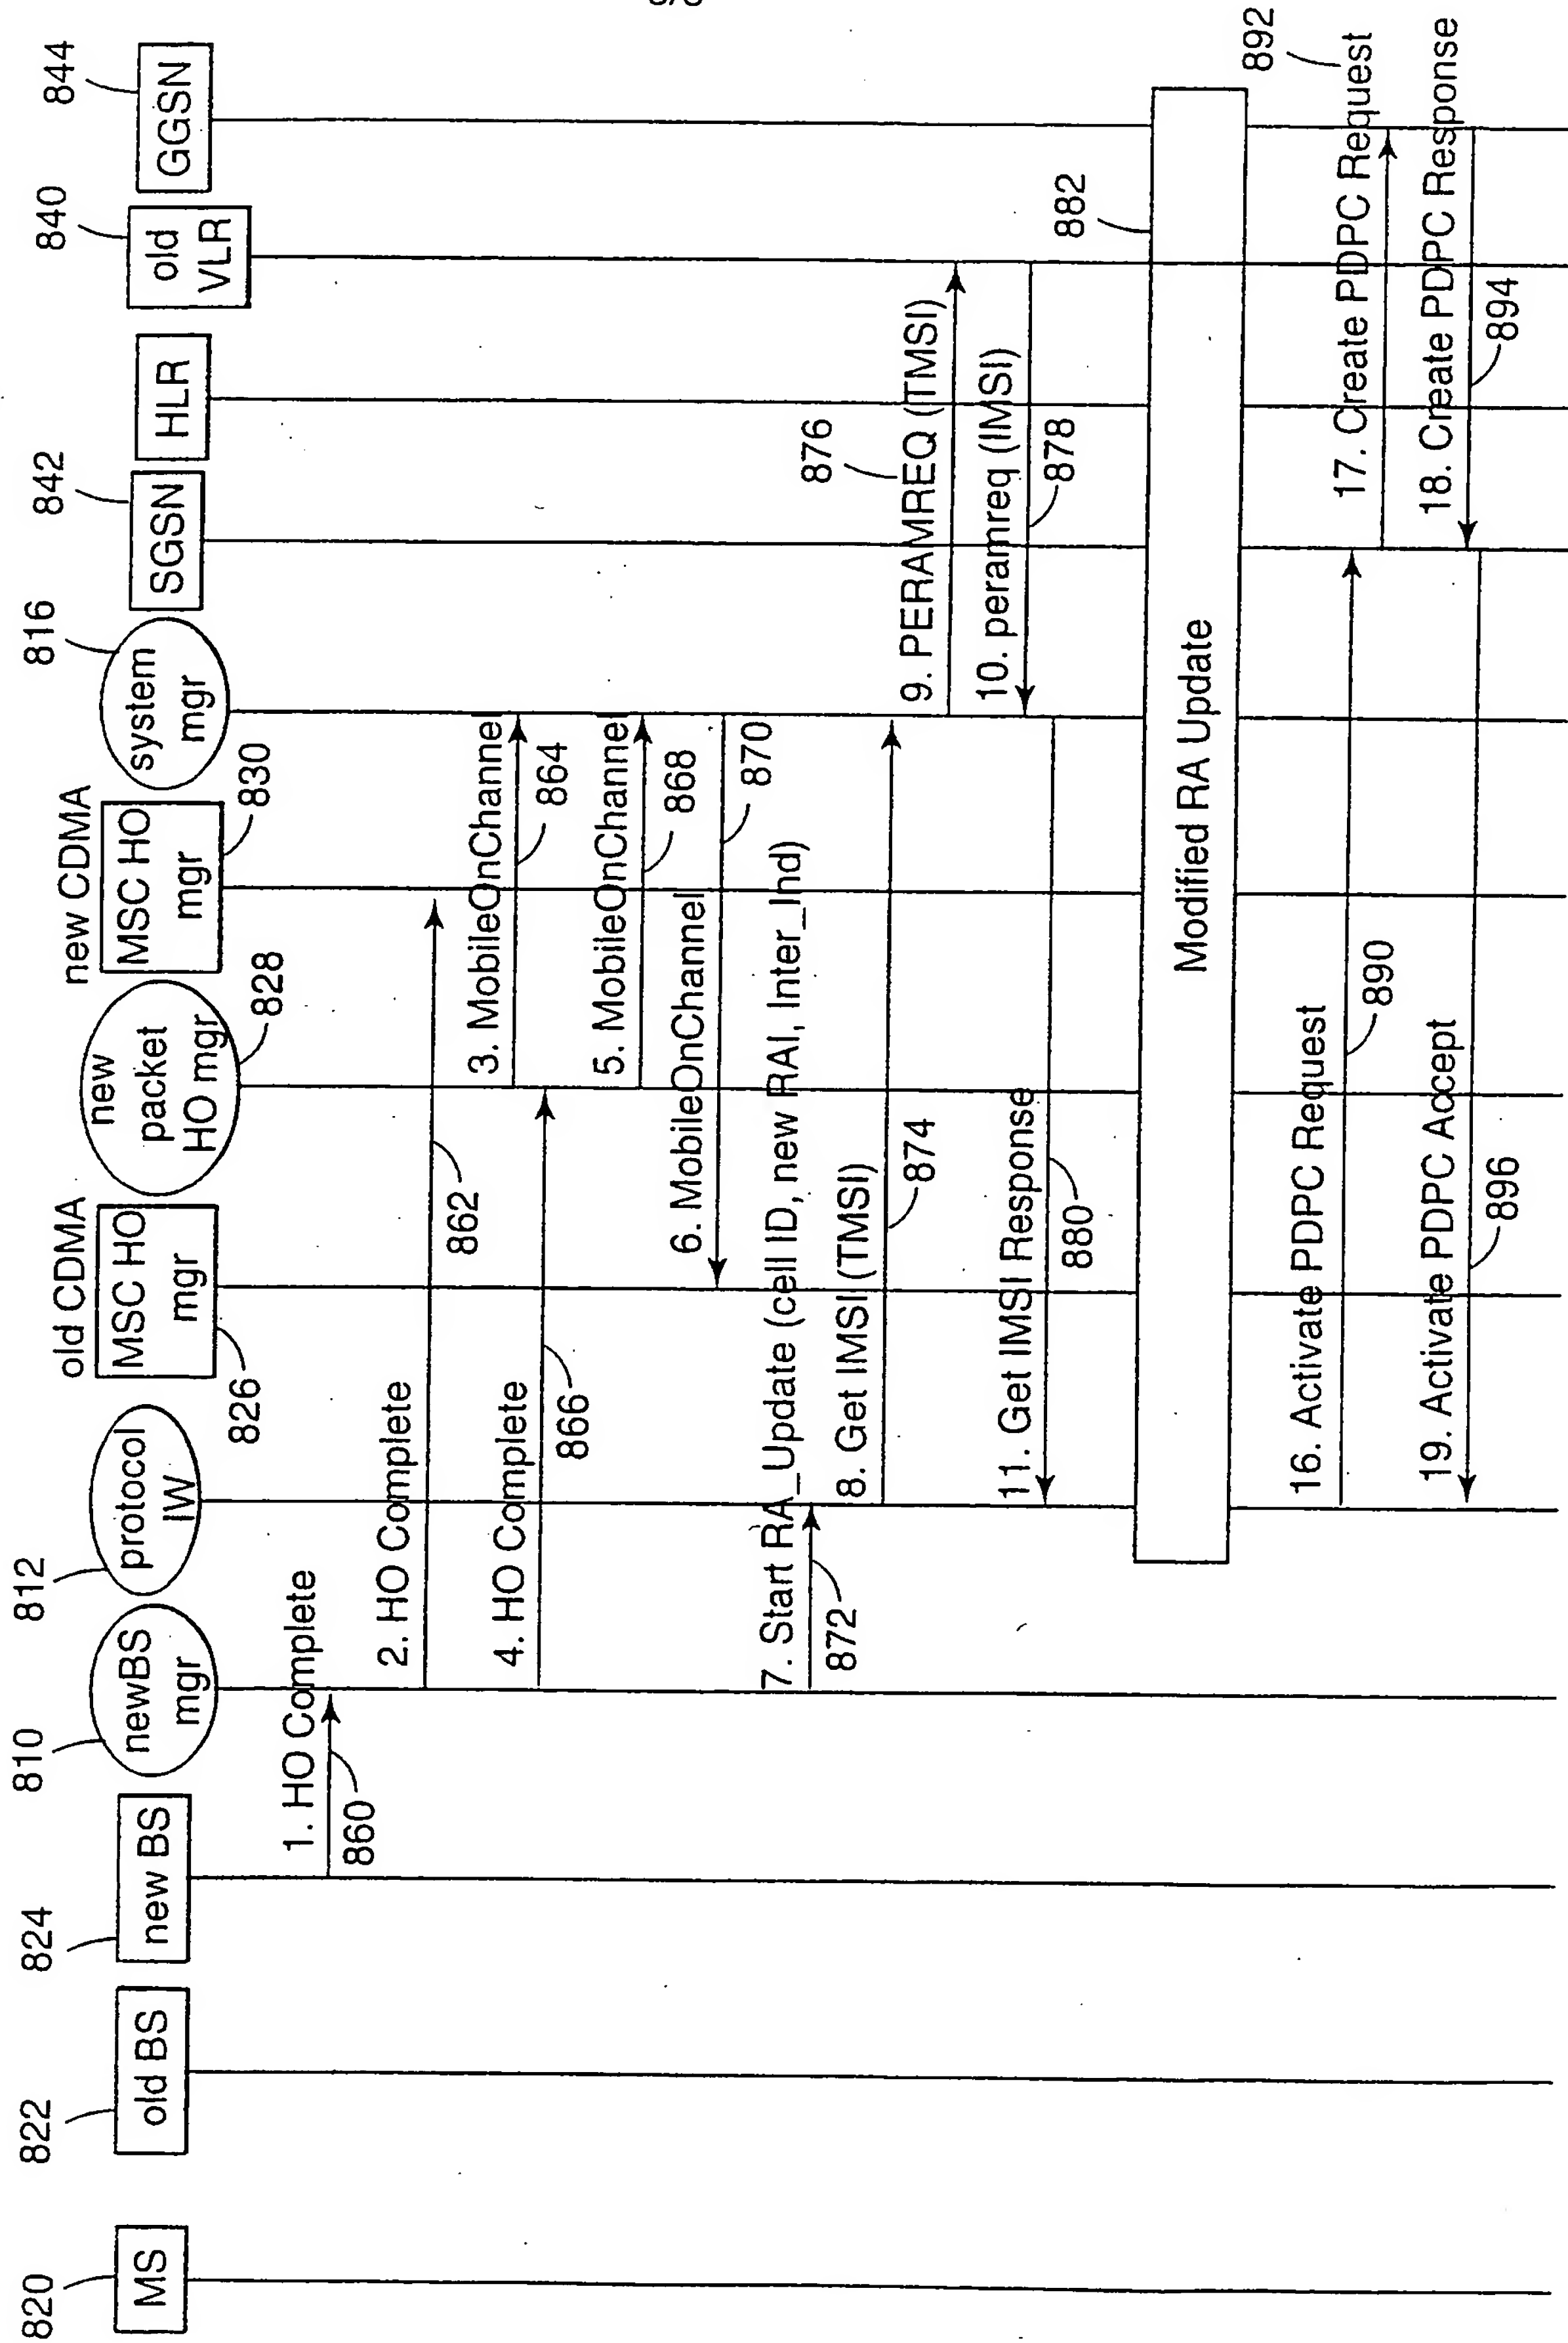 820
822
824
810
812
old CDMA
new CDMA
816
842
840
844
MS
old BS
new BS
newBS
mgr
protocol
IW
MSC HO
mgr
826
new
packet
HO mgr
828
MSC HO
mgr
830
system
mgr
SGSN
HLR
old
VLR
GGSN
1. HO Complete
860
2. HO Complete
862
3. MobileOnChannel
864
4. HO Complete
866
5. MobileOnChannel
868
6. MobileOnChannel
870
7. Start RA_Update (cell ID, new RAI, Inter_Ind)
872
8. Get IMSI (TMSI)
874
876
9. PERAMREQ (TMSI)
10. peramreq (IMSI)
878
11. Get IMSI Response
880
882
Modified RA Update
16. Activate PDPC Request
890
892
17. Create PDPC Request
18. Create PDPC Response
894
19. Activate PDPC Accept
896